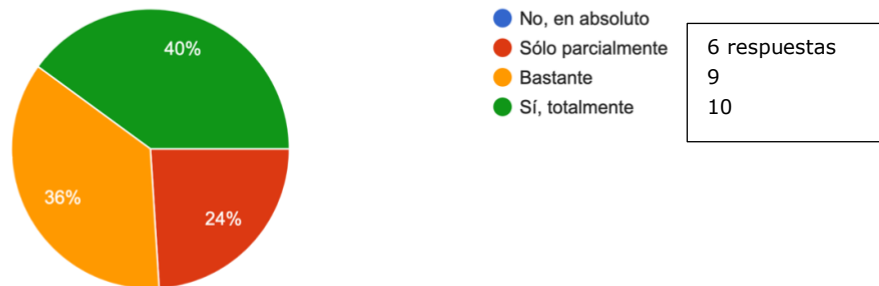 40%
36%
24%
No, en absoluto
Sólo parcialmente
Bastante
Sí, totalmente
6 respuestas
9
10